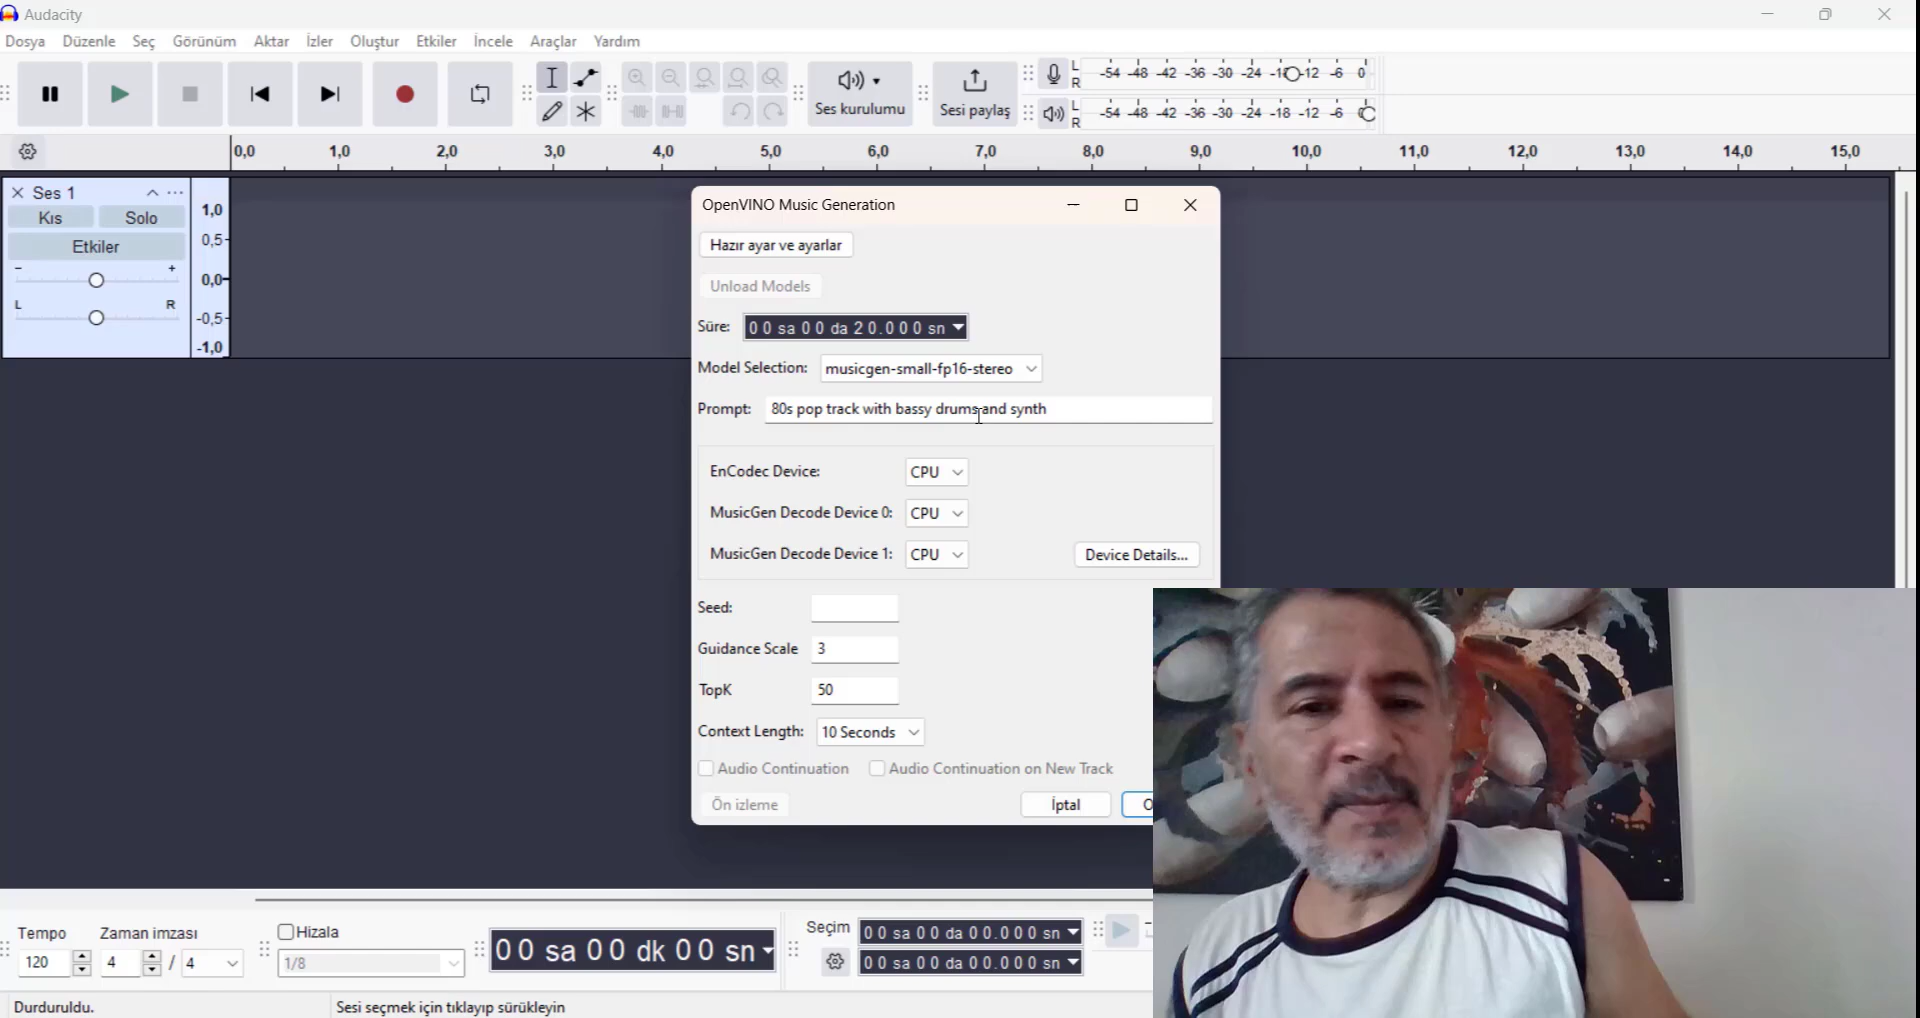 Audacity
Dosya Düzenle Seç Görünüm Aktar İzler Oluştur Etkiler İncele Araçlar Yardım
Ses kurulumu
Sesi paylaş
L
R
-54 -48 -42 -36 -30 -24 -12 -6 0
L
R
-54 -48 -42 -36 -30 -24 -18 -12 -6
0,0 1,0 2,0 3,0 4,0 5,0 6,0 7,0 8,0 9,0 10,0 11,0 12,0 13,0 14,0 15,0
Ses 1
Kıs Solo
Etkiler
- +
L R
1,0
0,5
0,0
-0,5
-1,0
OpenVINO Music Generation
Hazır ayar ve ayarlar
Unload Models
Süre: 00 sa 00 da 20.000 sn
Model Selection: musicgen-small-fp16-stereo
Prompt: 80s pop track with bassy drums and synth
EnCodec Device: CPU
MusicGen Decode Device 0: CPU
MusicGen Decode Device 1: CPU Device Details...
Seed:
Guidance Scale 3
TopK 50
Context Length: 10 Seconds
Audio Continuation Audio Continuation on New Track
Ön izleme İptal
Tempo
120
Zaman imzası
4 / 4
Hizala
1/8
00 sa 00 dk 00 sn
Seçim
00 sa 00 da 00.000 sn
00 sa 00 da 00.000 sn
Durduruldu. Sesi seçmek için tıklayıp sürükleyin